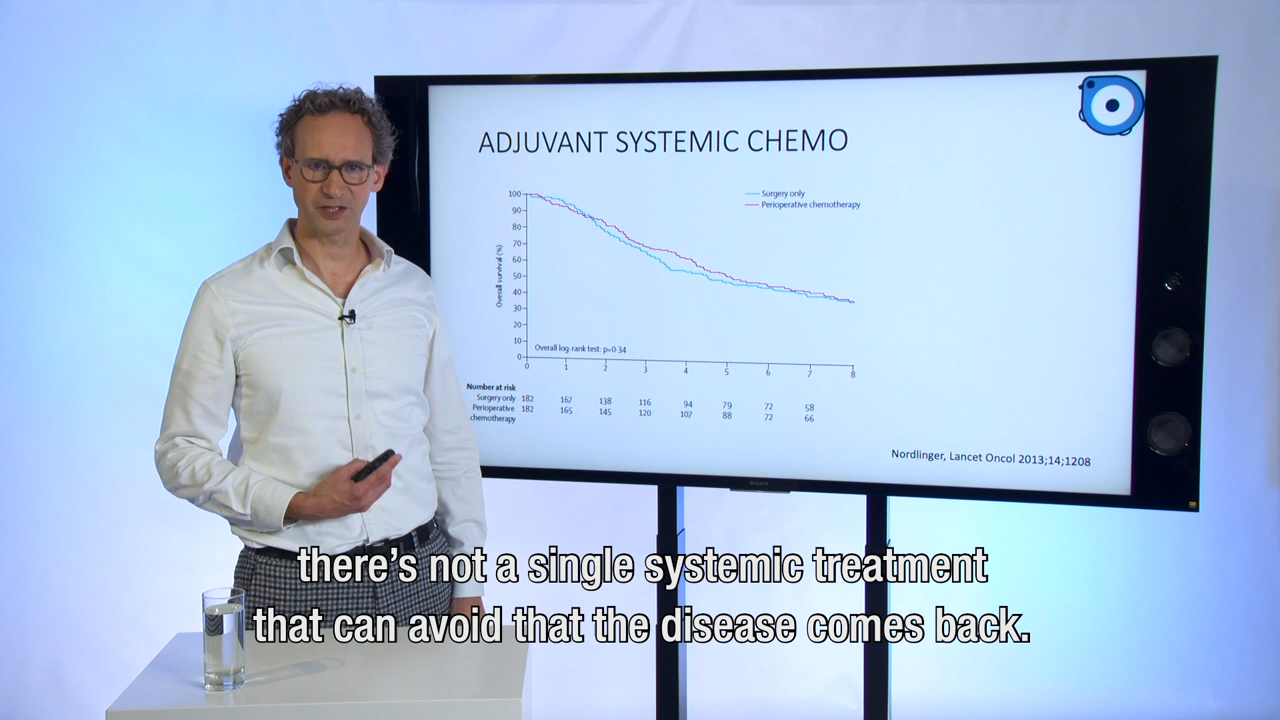 ADJUVANT SYSTEMIC CHEMO
Surgery only
Perioperative chemotherapy
Overall survival (%)
100
90
80
70
60
50
40
30
20
10
0
Overall log-rank test: p=0·34
0 1 2 3 4 5 6 7 8
Number at risk
Surgery only 182 167 138 116 94 79 72 58
Perioperative 182 165 145 120 107 88 72 66
chemotherapy
Nordlinger, Lancet Oncol 2013;14;1208
SONY
there's not a single systemic treatment
that can avoid that the disease comes back.